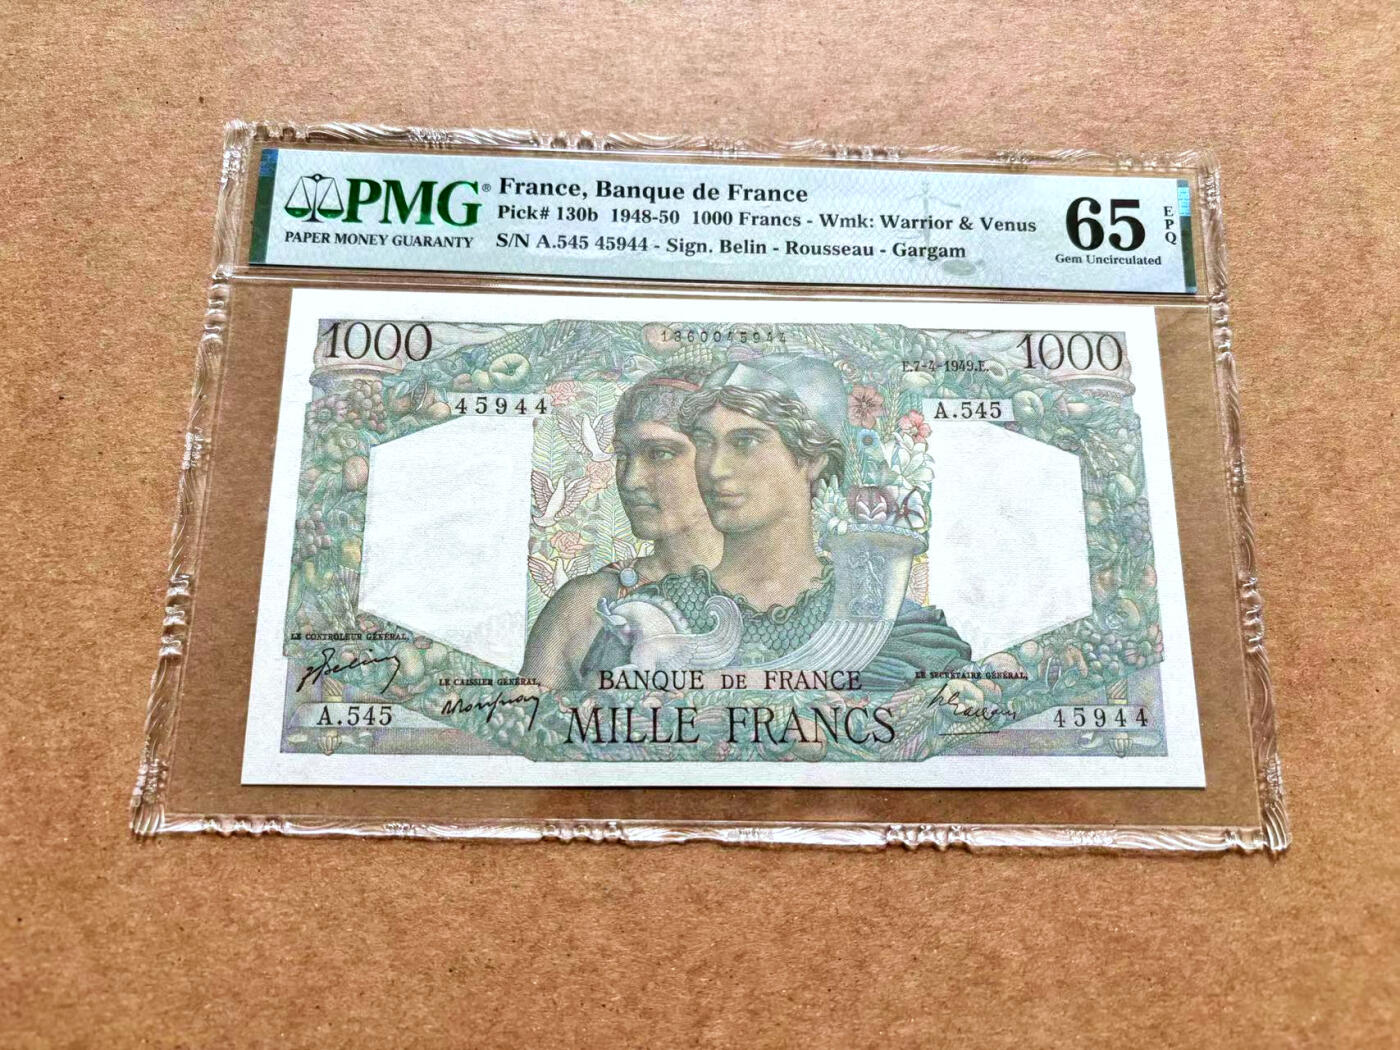 PMG®
PAPER MONEY GUARANTY
France, Banque de France
Pick# 130b 1948-50 1000 Francs - Wmk: Warrior & Venus
S/N A.545 45944 - Sign. Belin - Rousseau - Gargam
65
EPQ
Gem Uncirculated
1000
1360045944
1000
E.7-4-1949.E.
45944
A.545
LE CONTRÔLEUR GÉNÉRAL,
LE CAISSIER GÉNÉRAL,
BANQUE DE FRANCE
LE SECRÉTAIRE GÉNÉRAL,
A.545
MILLE FRANCS
45944